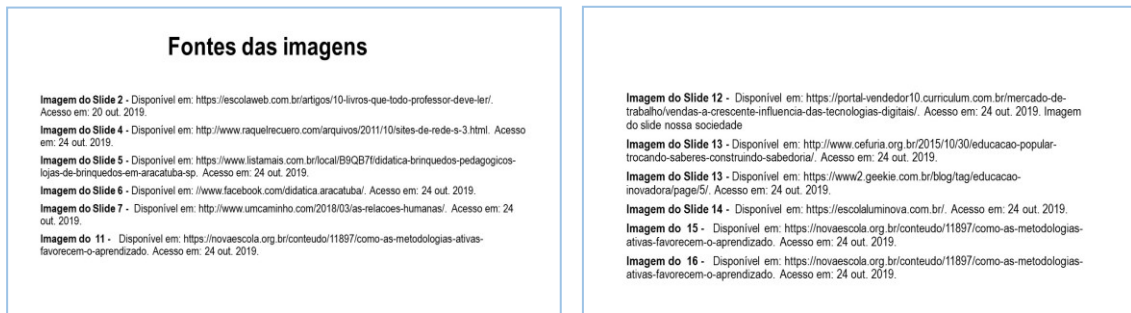 Fontes das imagens
Imagem do Slide 2 - Disponível em: https://escolaweb.com.br/artigos/10-livros-que-todo-professor-deve-ler/.
Acesso em: 20 out. 2019.
Imagem do Slide 4 - Disponível em: http://www.raquelrecuero.com/arquivos/2011/10/sites-de-rede-s-3.html. Acesso
em: 24 out. 2019.
Imagem do Slide 5 - Disponível em: https://www.listamais.com.br/local/B9QB7f/didatica-brinquedos-pedagogicos-
lojas-de-brinquedos-em-aracatuba-sp. Acesso em: 24 out. 2019.
Imagem do Slide 6 - Disponível em: //www.facebook.com/didatica.aracatuba/. Acesso em: 24 out. 2019.
Imagem do Slide 7 - Disponível em: http://www.umcaminho.com/2018/03/as-relacoes-humanas/. Acesso em: 24
out. 2019.
Imagem do 11 - Disponível em: https://novaescola.org.br/conteudo/11897/como-as-metodologias-ativas-
favorecem-o-aprendizado. Acesso em: 24 out. 2019.
Imagem do Slide 12 - Disponível em: https://portal-vendedor10.curriculum.com.br/mercado-de-
trabalho/vendas-a-crescente-influencia-das-tecnologias-digitais/. Acesso em: 24 out. 2019. Imagem
do slide nossa sociedade
Imagem do Slide 13 - Disponível em: http://www.cefuria.org.br/2015/10/30/educacao-popular-
trocando-saberes-construindo-sabedoria/. Acesso em: 24 out. 2019.
Imagem do Slide 13 - Disponível em: https://www2.geekie.com.br/blog/tag/educacao-
inovadora/page/5/. Acesso em: 24 out. 2019.
Imagem do Slide 14 - Disponível em: https://escolaluminova.com.br/. Acesso em: 24 out. 2019.
Imagem do 15 - Disponível em: https://novaescola.org.br/conteudo/11897/como-as-metodologias-
ativas-favorecem-o-aprendizado. Acesso em: 24 out. 2019.
Imagem do 16 - Disponível em: https://novaescola.org.br/conteudo/11897/como-as-metodologias-
ativas-favorecem-o-aprendizado. Acesso em: 24 out. 2019.